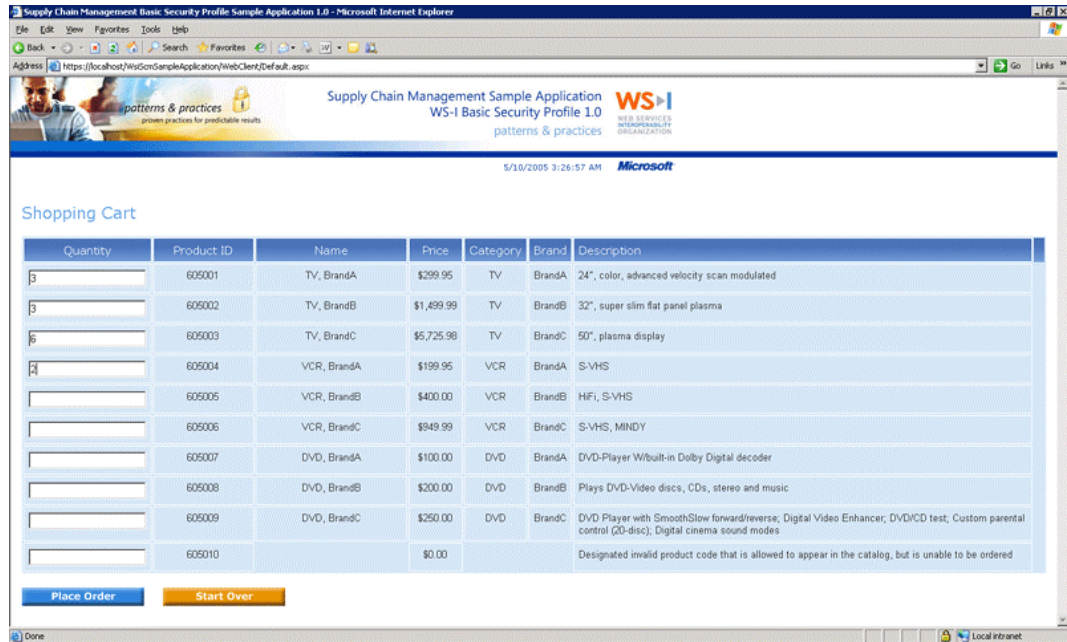 Supply Chain Management Basic Security Profile Sample Application 1.0 - Microsoft Internet Explorer
File Edit View Favorites Tools Help
Back Search Favorites
Address https://localhost/WsiScmSampleApplication/WebClient/Default.aspx Go Links »
patterns & practices
proven practices for predictable results
Supply Chain Management Sample Application
WS-I Basic Security Profile 1.0
patterns & practices
WS-I
WEB SERVICES
INTEROPERABILITY
ORGANIZATION
5/10/2005 3:26:57 AM Microsoft
Shopping Cart
Quantity Product ID Name Price Category Brand Description
3 605001 TV, BrandA $299.95 TV BrandA 24", color, advanced velocity scan modulated
3 605002 TV, BrandB $1,499.99 TV BrandB 32", super slim flat panel plasma
6 605003 TV, BrandC $5,725.98 TV BrandC 50", plasma display
2 605004 VCR, BrandA $199.95 VCR BrandA S-VHS
605005 VCR, BrandB $400.00 VCR BrandB HiFi, S-VHS
605006 VCR, BrandC $949.99 VCR BrandC S-VHS, MINDY
605007 DVD, BrandA $100.00 DVD BrandA DVD-Player W/built-in Dolby Digital decoder
605008 DVD, BrandB $200.00 DVD BrandB Plays DVD-Video discs, CDs, stereo and music
605009 DVD, BrandC $250.00 DVD BrandC DVD Player with SmoothSlow forward/reverse; Digital Video Enhancer; DVD/CD test; Custom parental
control (20-disc); Digital cinema sound modes
605010 $0.00 Designated invalid product code that is allowed to appear in the catalog, but is unable to be ordered
Place Order Start Over
Done Local intranet